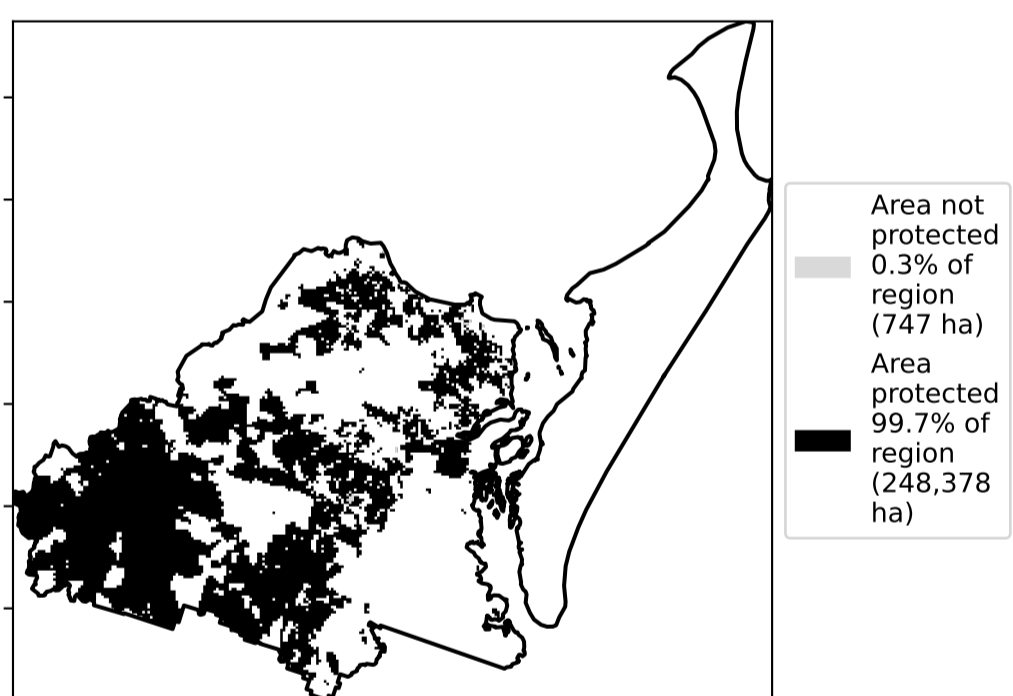 Area not
protected
0.3% of
region
(747 ha)
Area
protected
99.7% of
region
(248,378
ha)